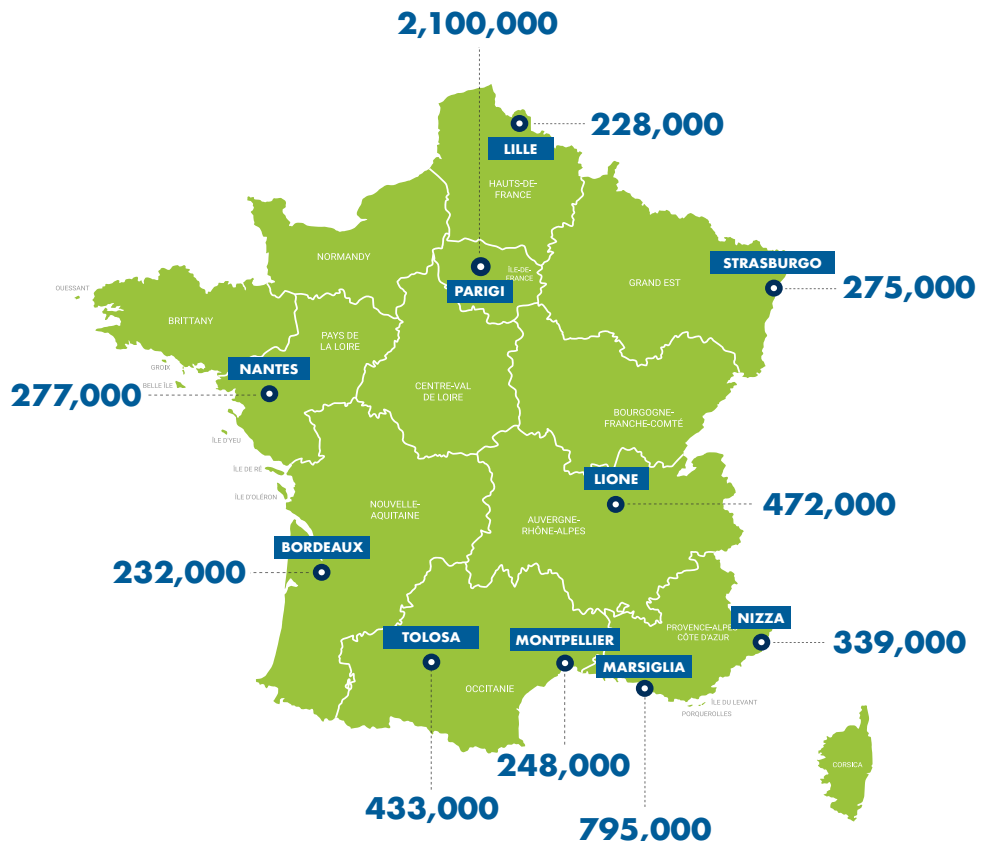 2,100,000
228,000
LILLE
HAUTS-DE-
FRANCE
NORMANDY
STRASBURGO
ÎLE-DE-
FRANCE
PARIGI
GRAND EST
275,000
OUESSANT
BRITTANY
PAYS DE
LA LOIRE
GROIX
NANTES
BELLE ÎLE
277,000
CENTRE-VAL
DE LOIRE
BOURGOGNE-
FRANCHE-COMTÉ
ÎLE D'YEU
ÎLE DE RÉ
LIONE
ÎLE D'OLÉRON
472,000
NOUVELLE-
AQUITAINE
AUVERGNE-
RHÔNE-ALPES
BORDEAUX
232,000
NIZZA
PROVENCE-ALPES
CÔTE D'AZUR
339,000
TOLOSA
MONTPELLIER
MARSIGLIA
OCCITANIE
ÎLE DU LEVANT
PORQUEROLLES
248,000
CORSICA
433,000
795,000